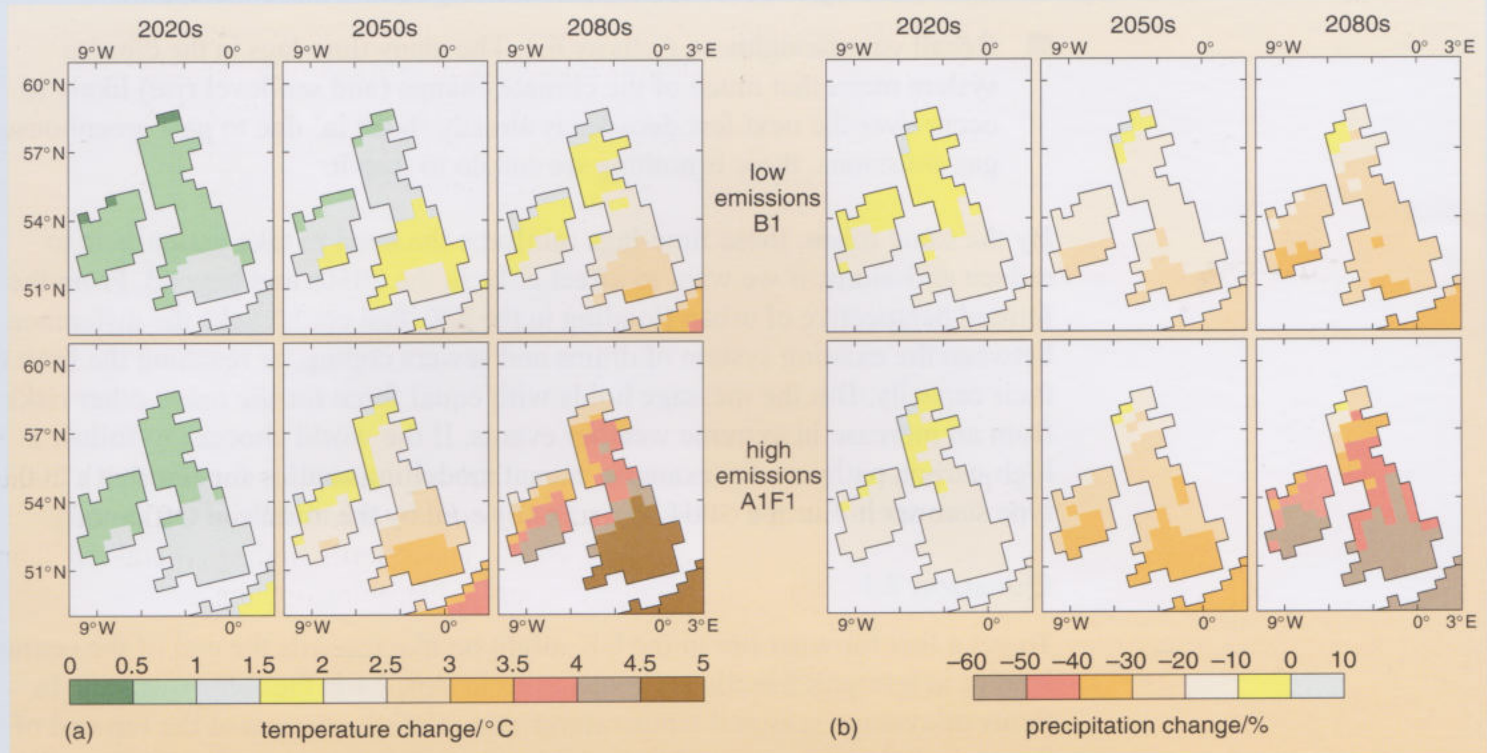 2020s 2050s 2080s 2020s 2050s 2080s
9°W 0° 9°W 0° 9°W 0° 3°E 9°W 0° 9°W 0° 9°W 0° 3°E
60°N
57°N
54°N
51°N
low
emissions
B1
60°N
57°N
54°N
51°N
high
emissions
A1F1
9°W 0° 9°W 0° 9°W 0° 3°E 9°W 0° 9°W 0° 9°W 0° 3°E
0 0.5 1 1.5 2 2.5 3 3.5 4 4.5 5
–60 –50 –40 –30 –20 –10 0 10
(a) temperature change/°C
(b) precipitation change/%